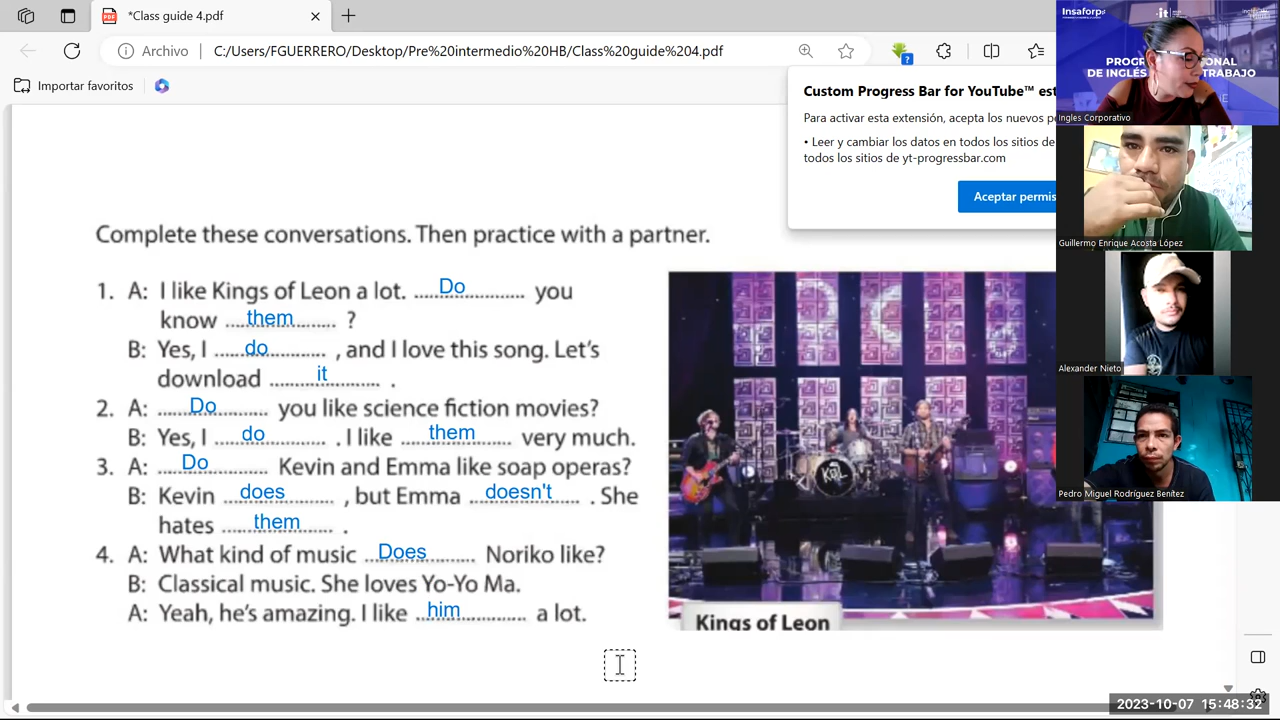 *Class guide 4.pdf
Archivo
C:/Users/FGUERRERO/Desktop/Pre%20intermedio%20HB/Class%20guide%204.pdf
Importar favoritos
Custom Progress Bar for YouTube™ est
Para activar esta extensión, acepta los nuevos pe
• Leer y cambiar los datos en todos los sitios de
todos los sitios de yt-progressbar.com
Aceptar permis
Insaforp
PROGR ONAL
DE INGLÉS TRABAJO
Ingles Corporativo
Guillermo Enrique Acosta López
Alexander Nieto
Pedro Miguel Rodríguez Benítez
Complete these conversations. Then practice with a partner.
1. A: I like Kings of Leon a lot. Do you
know them ?
B: Yes, I do , and I love this song. Let's
download it .
2. A: Do you like science fiction movies?
B: Yes, I do . I like them very much.
3. A: Do Kevin and Emma like soap operas?
B: Kevin does , but Emma doesn't . She
hates them .
4. A: What kind of music Does Noriko like?
B: Classical music. She loves Yo-Yo Ma.
A: Yeah, he's amazing. I like him a lot.
KOL
Kings of Leon
2023-10-07 15:48:32